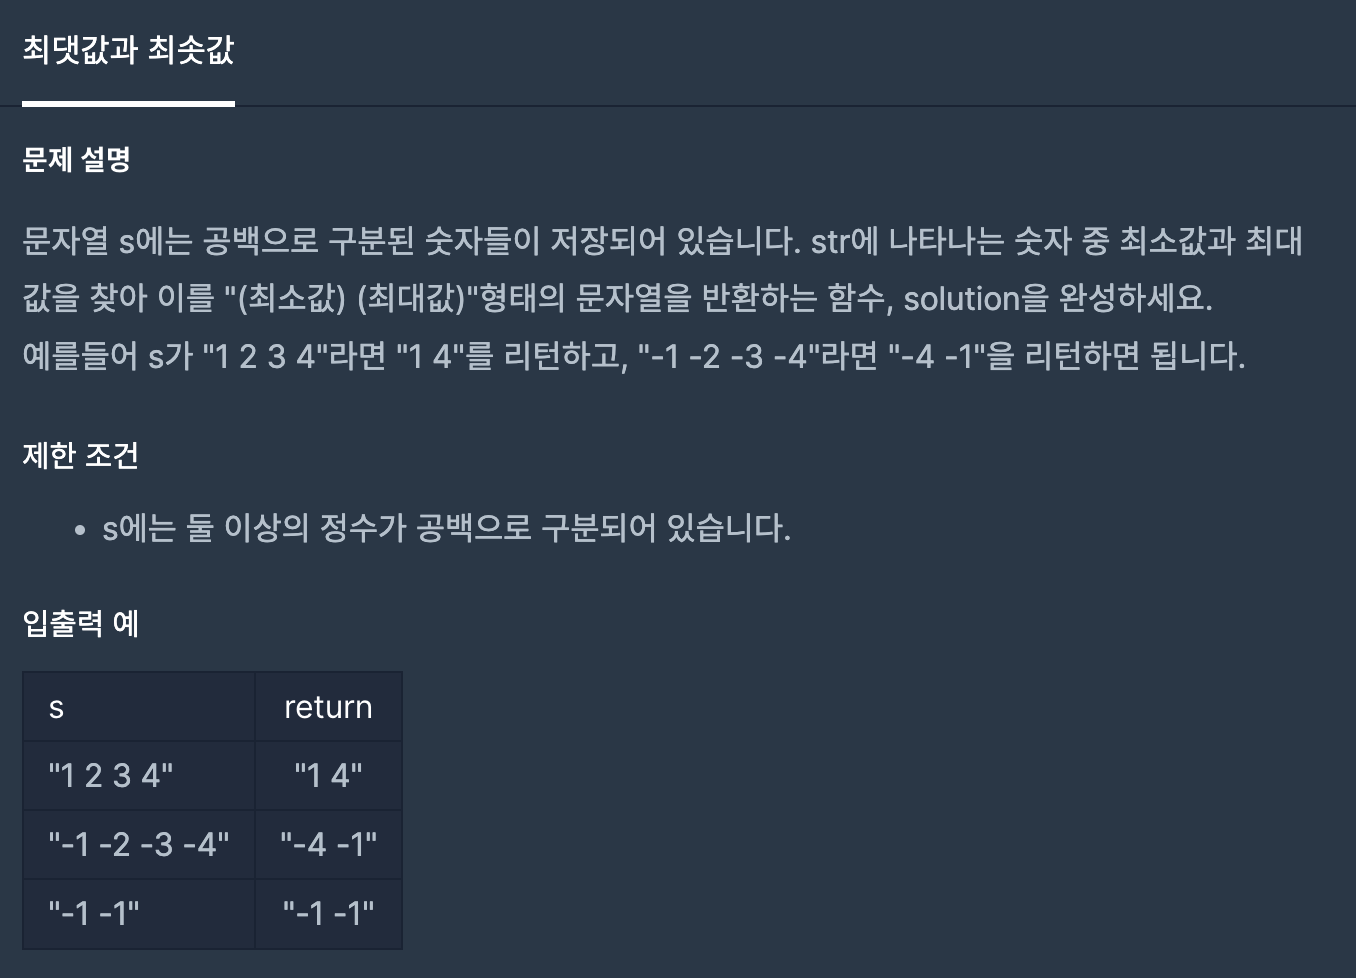 최댓값과 최솟값
문제 설명
문자열 s에는 공백으로 구분된 숫자들이 저장되어 있습니다. str에 나타나는 숫자 중 최소값과 최대
값을 찾아 이를 "(최소값) (최대값)"형태의 문자열을 반환하는 함수, solution을 완성하세요.
예를들어 s가 "1 2 3 4"라면 "1 4"를 리턴하고, "-1 -2 -3 -4"라면 "-4 -1"을 리턴하면 됩니다.
제한 조건
• s에는 둘 이상의 정수가 공백으로 구분되어 있습니다.
입출력 예
s return
"1 2 3 4" "1 4"
"-1 -2 -3 -4" "-4 -1"
"-1 -1" "-1 -1"